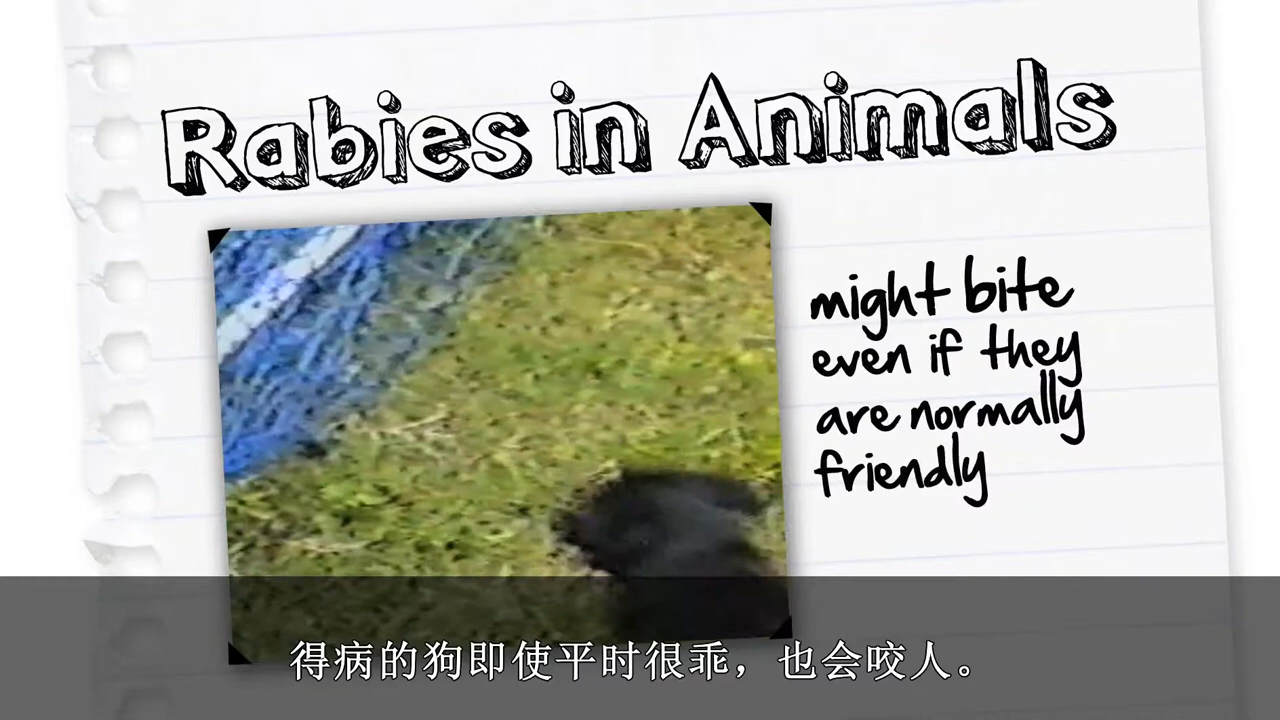 Rabies in Animals
might bite
even if they
are normally
friendly
得病的狗即使平时很乖，也会咬人。